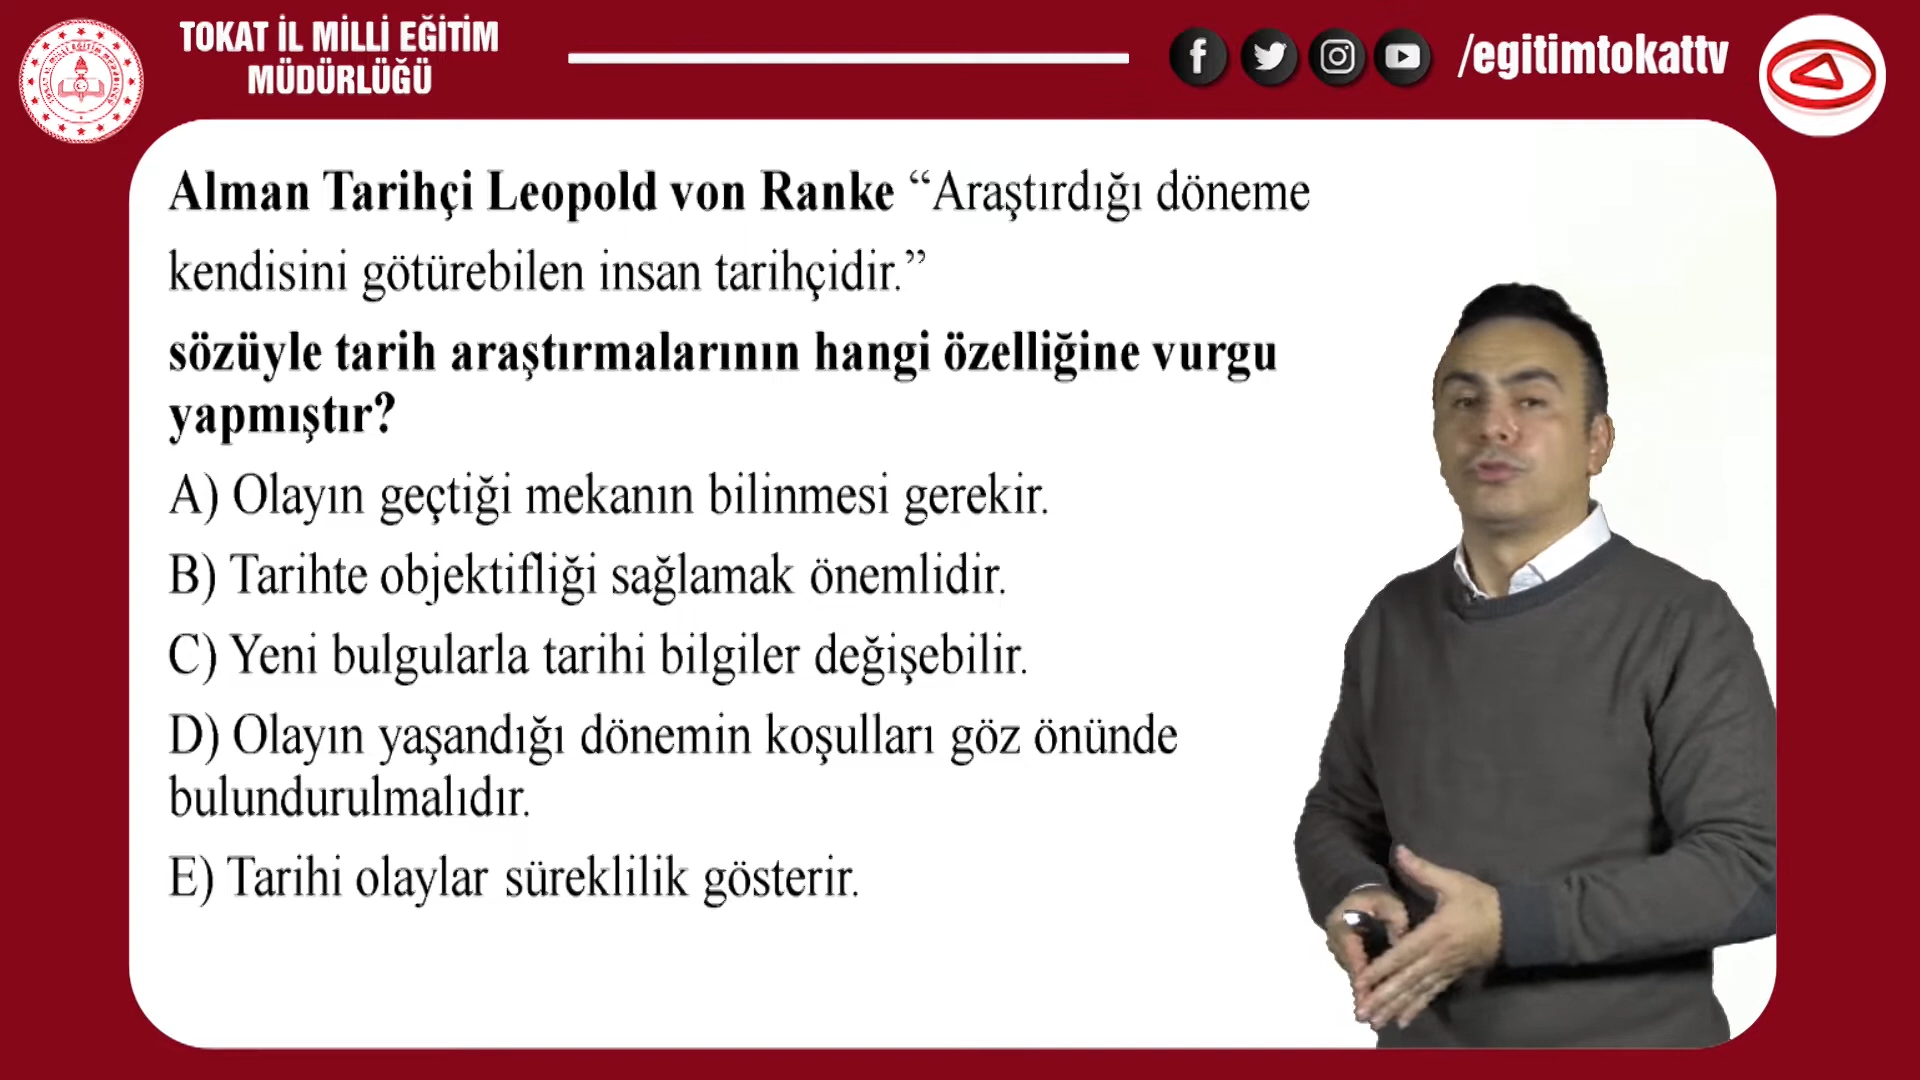 TOKAT İL MİLLİ EĞİTİM
MÜDÜRLÜĞÜ
/egitimtokattv
Alman Tarihçi Leopold von Ranke “Araştırdığı döneme
kendisini götürebilen insan tarihçidir.”
sözüyle tarih araştırmalarının hangi özelliğine vurgu
yapmıştır?
A) Olayın geçtiği mekanın bilinmesi gerekir.
B) Tarihte objektifliği sağlamak önemlidir.
C) Yeni bulgularla tarihi bilgiler değişebilir.
D) Olayın yaşandığı dönemin koşulları göz önünde
bulundurulmalıdır.
E) Tarihi olaylar süreklilik gösterir.